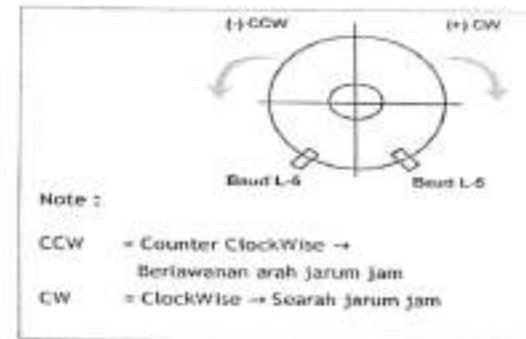 (-) CCW (+) CW
Baud L-6 Baud L-6
Note :
CCW = Counter ClockWise →
Berlawanan arah jarum jam
CW = ClockWise → Searah jarum jam